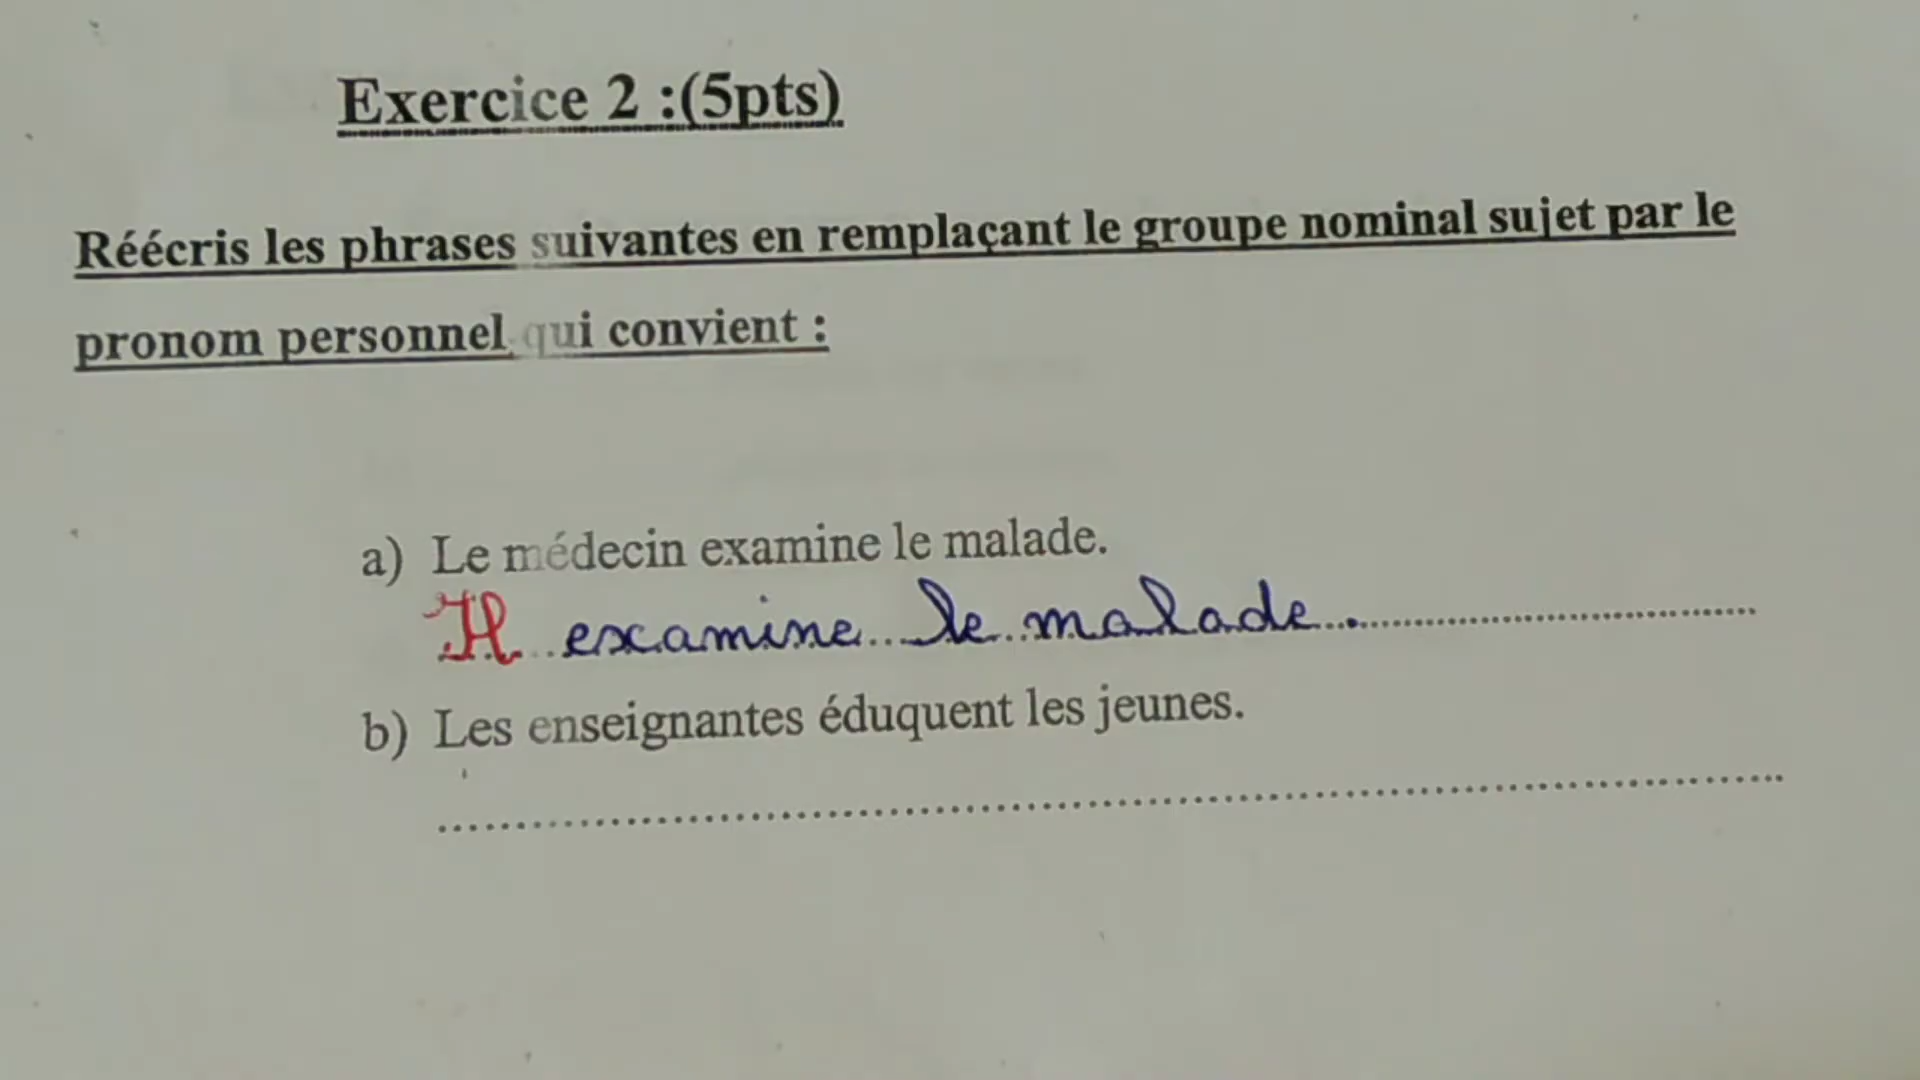 Exercice 2 :(5pts)
Réécris les phrases suivantes en remplaçant le groupe nominal sujet par le
pronom personnel qui convient :
a) Le médecin examine le malade.
Il examine le malade.
b) Les enseignantes éduquent les jeunes.